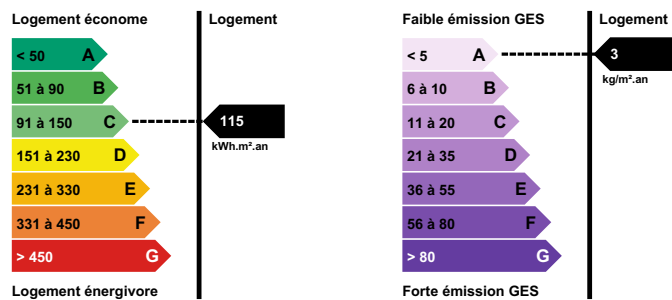 Logement économe
Logement
< 50 A
51 à 90 B
91 à 150 C
115
kWh.m².an
151 à 230 D
231 à 330 E
331 à 450 F
> 450 G
Logement énergivore
Faible émission GES
Logement
< 5 A
3
kg/m².an
6 à 10 B
11 à 20 C
21 à 35 D
36 à 55 E
56 à 80 F
> 80 G
Forte émission GES